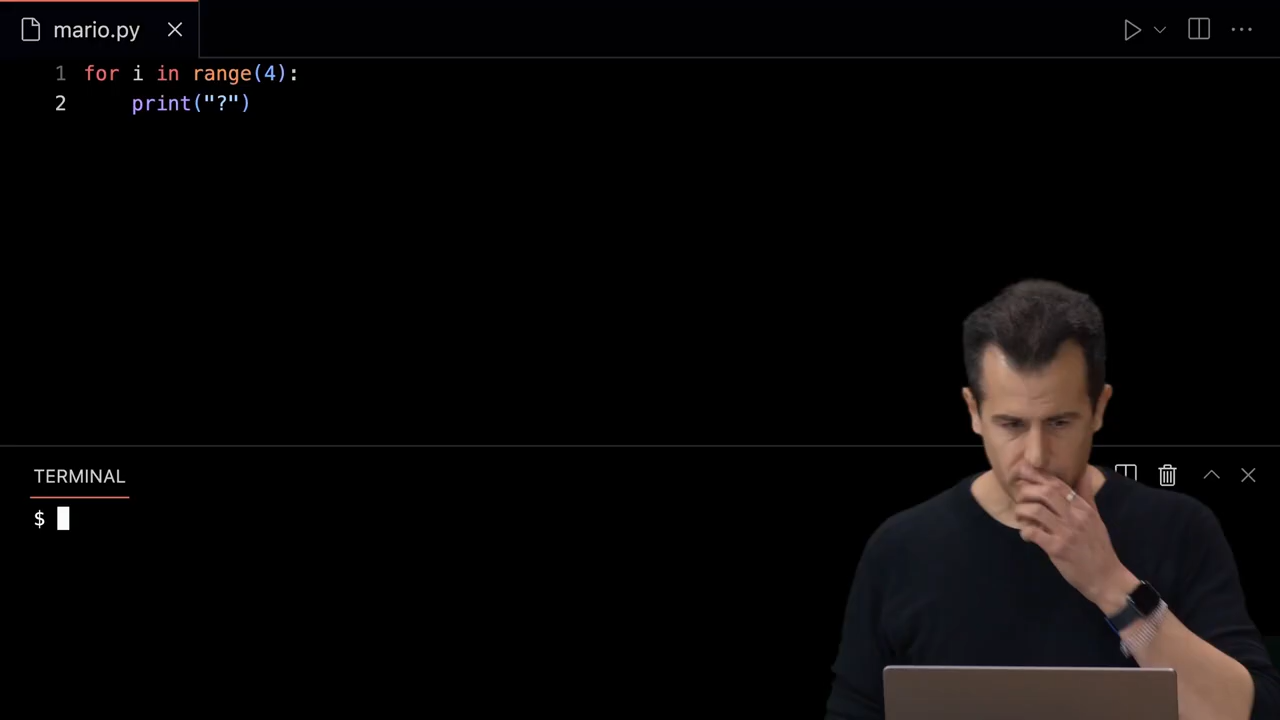 mario.py
1 for i in range(4):
2     print("?")
TERMINAL
$